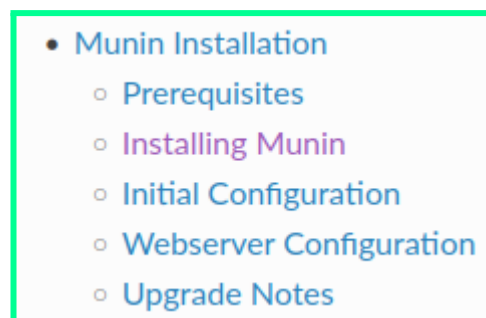 Munin Installation
Prerequisites
Installing Munin
Initial Configuration
Webserver Configuration
Upgrade Notes